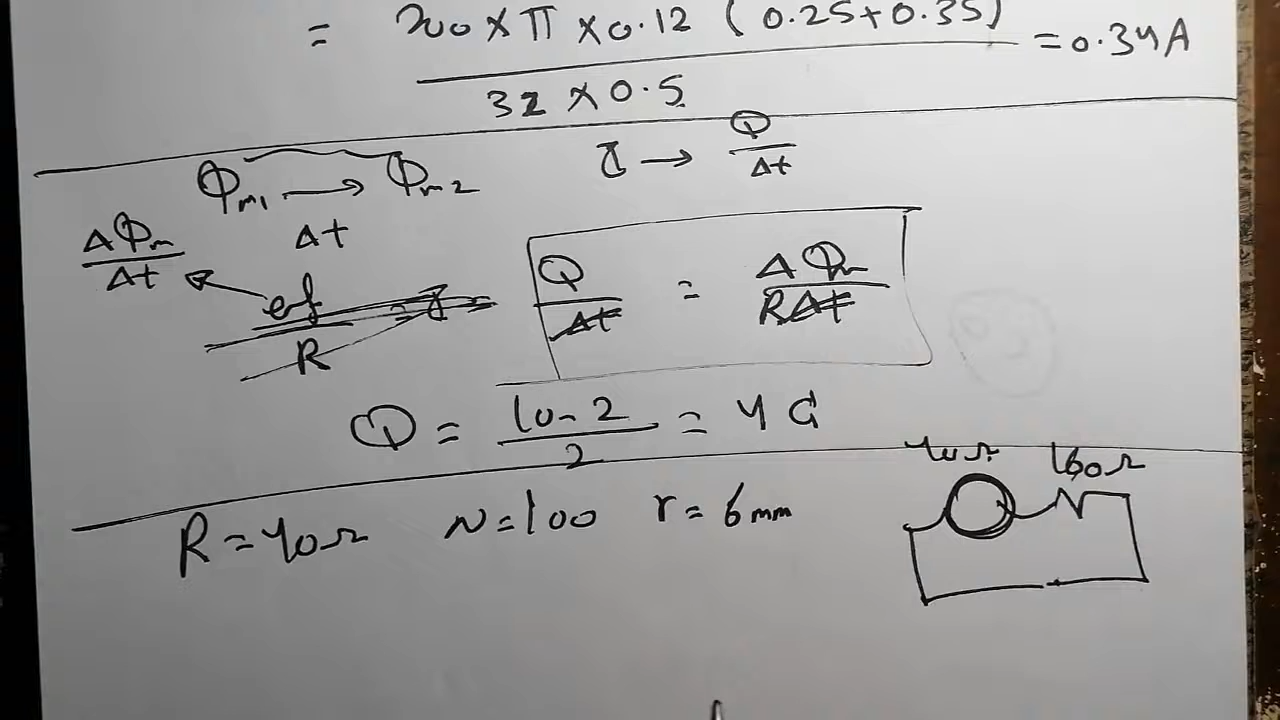 = 200 × π × 0.12 ( 0.25+0.35) / 32 × 0.5 = 0.34A
Φm1 → Φm2
Δt
I → Q / Δt
ΔΦm / Δt
ef / R = I
Q / Δt = ΔΦm / RΔt
Q = 10-2 / 2 = 4 C
40Ω 160Ω
R = 40Ω N = 100 r = 6 mm